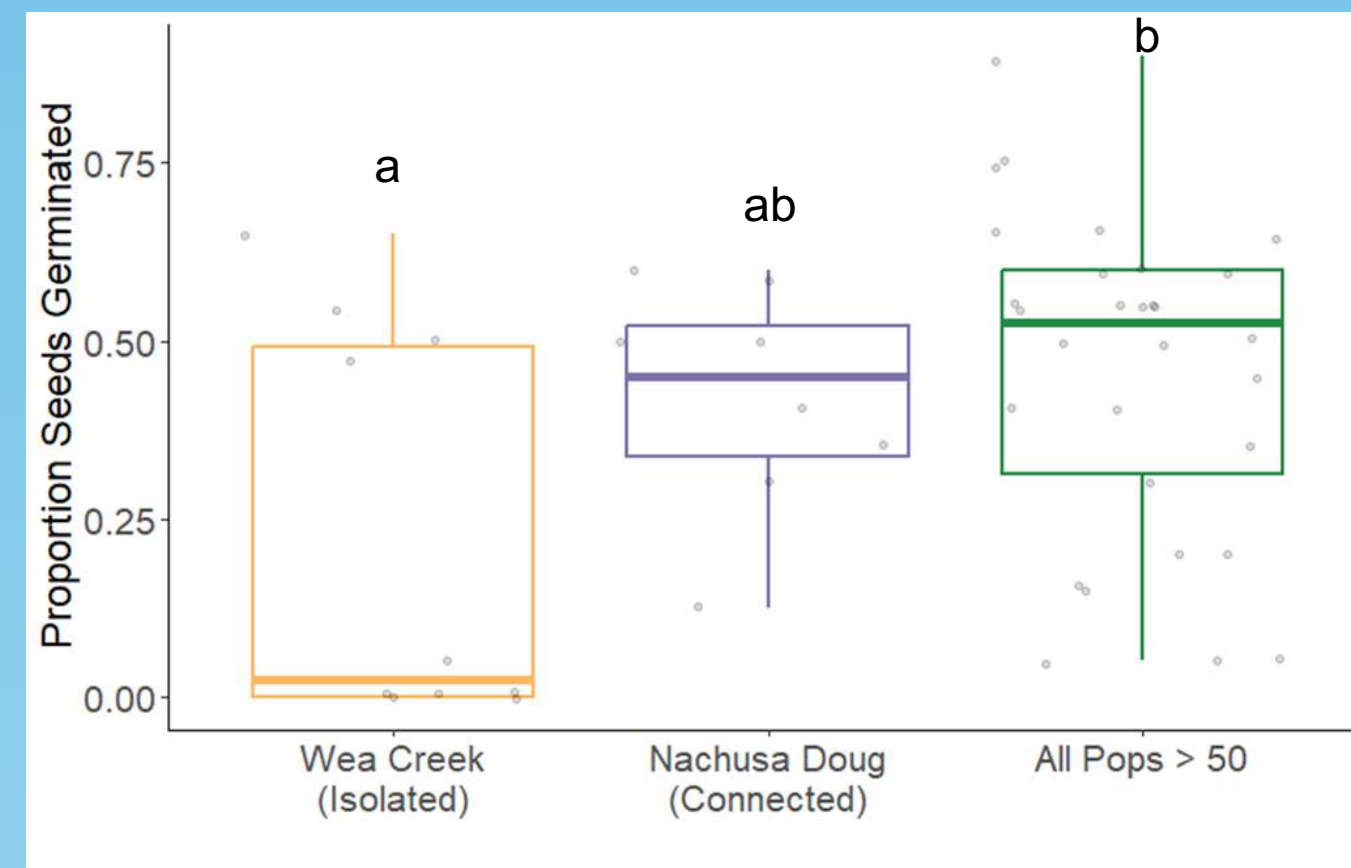 Proportion Seeds Germinated
0.75
0.50
0.25
0.00
a
ab
b
Wea Creek
(Isolated)
Nachusa Doug
(Connected)
All Pops > 50